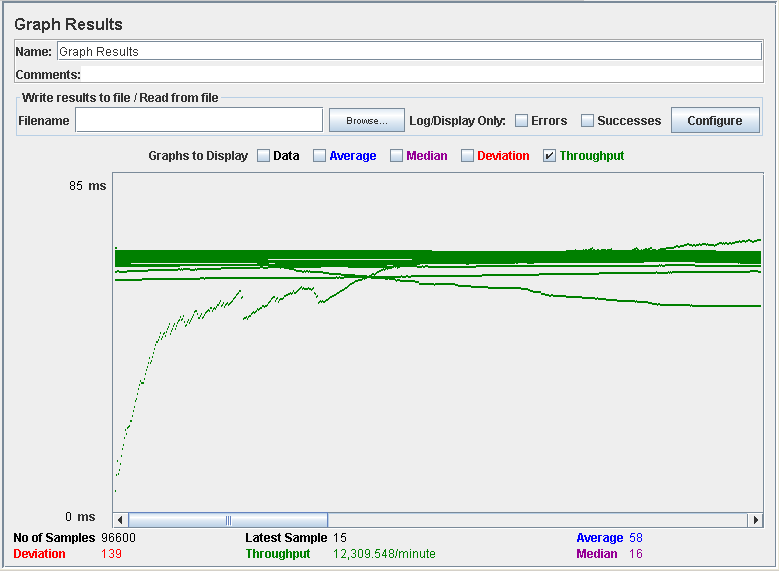 Graph Results
Name: Graph Results
Comments:
Write results to file / Read from file
Filename Browse... Log/Display Only: Errors Successes Configure
Graphs to Display Data Average Median Deviation Throughput
85 ms
0 ms
No of Samples 96600 Latest Sample 15 Average 58
Deviation 139 Throughput 12,309.548/minute Median 16